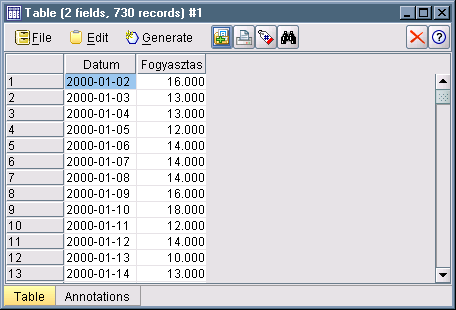 Table (2 fields, 730 records) #1
File Edit Generate
Datum Fogyasztas
1 2000-01-02 16.000
2 2000-01-03 13.000
3 2000-01-04 13.000
4 2000-01-05 12.000
5 2000-01-06 14.000
6 2000-01-07 14.000
7 2000-01-08 14.000
8 2000-01-09 16.000
9 2000-01-10 18.000
10 2000-01-11 12.000
11 2000-01-12 14.000
12 2000-01-13 10.000
13 2000-01-14 13.000
Table Annotations